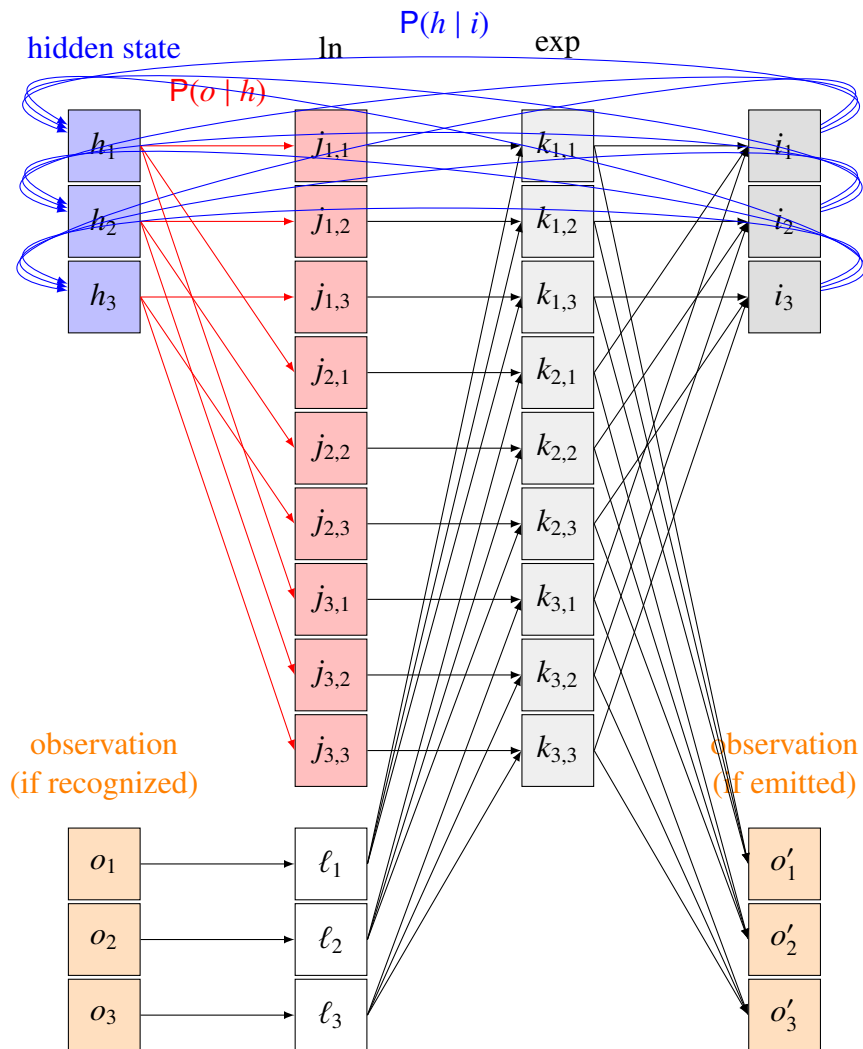 P(h | i)
hidden state
ln
exp
P(o | h)
h₁
j₁,₁
k₁,₁
i₁
h₂
j₁,₂
k₁,₂
i₂
h₃
j₁,₃
k₁,₃
i₃
j₂,₁
k₂,₁
j₂,₂
k₂,₂
j₂,₃
k₂,₃
j₃,₁
k₃,₁
j₃,₂
k₃,₂
j₃,₃
k₃,₃
observation
(if recognized)
observation
(if emitted)
o₁
ℓ₁
o′₁
o₂
ℓ₂
o′₂
o₃
ℓ₃
o′₃